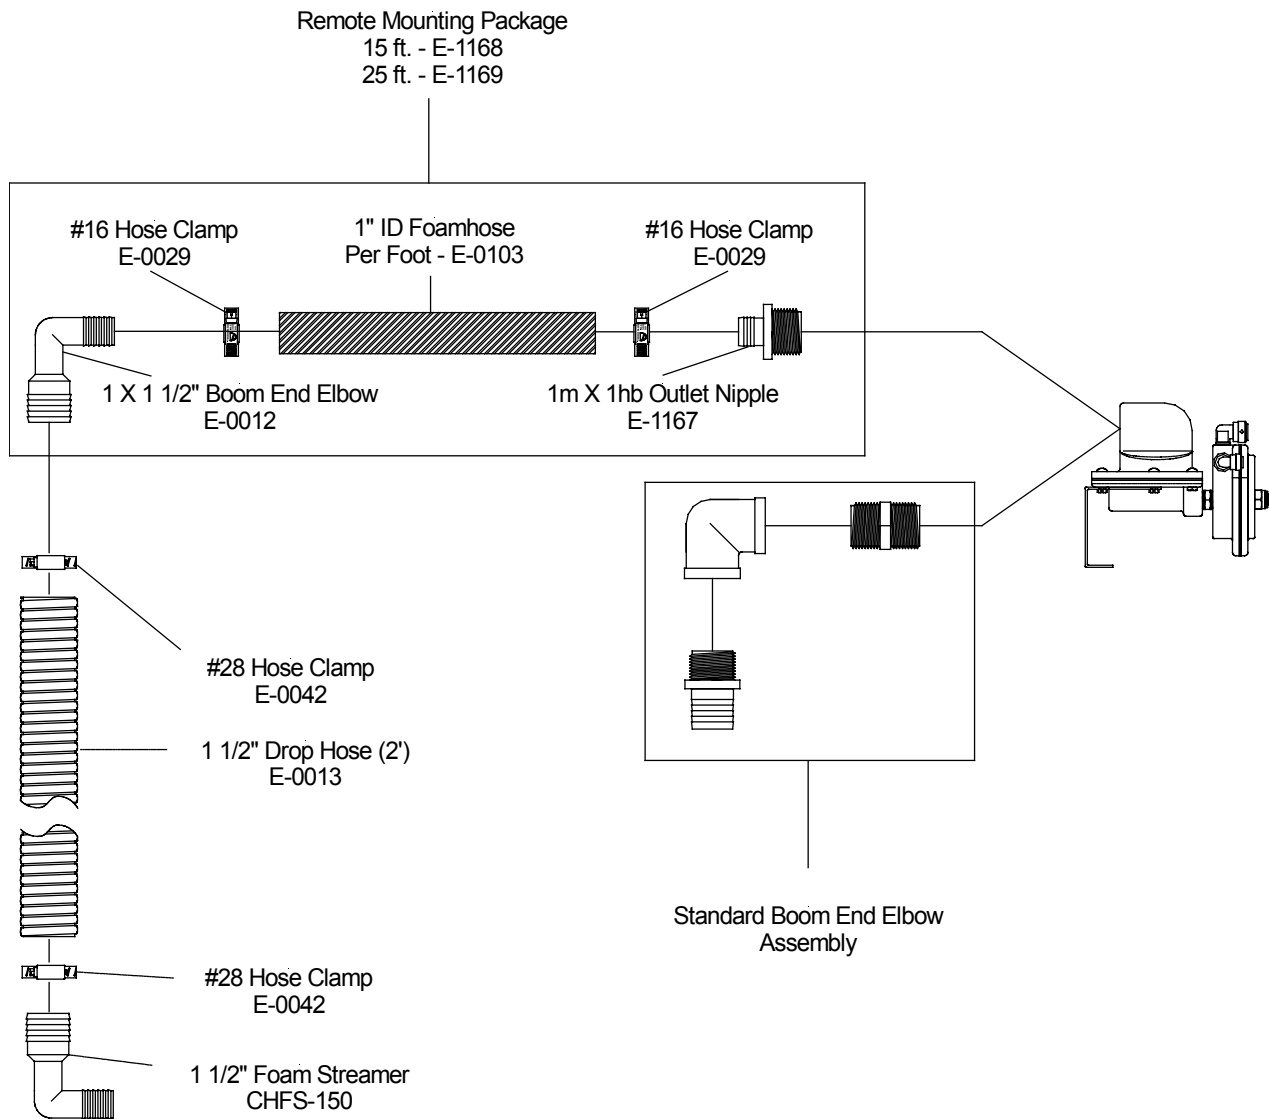 Remote Mounting Package
15 ft. - E-1168
25 ft. - E-1169
#16 Hose Clamp
E-0029
1" ID Foamhose
Per Foot - E-0103
#16 Hose Clamp
E-0029
1 X 1 1/2" Boom End Elbow
E-0012
1m X 1hb Outlet Nipple
E-1167
#28 Hose Clamp
E-0042
1 1/2" Drop Hose (2')
E-0013
Standard Boom End Elbow
Assembly
#28 Hose Clamp
E-0042
1 1/2" Foam Streamer
CHFS-150